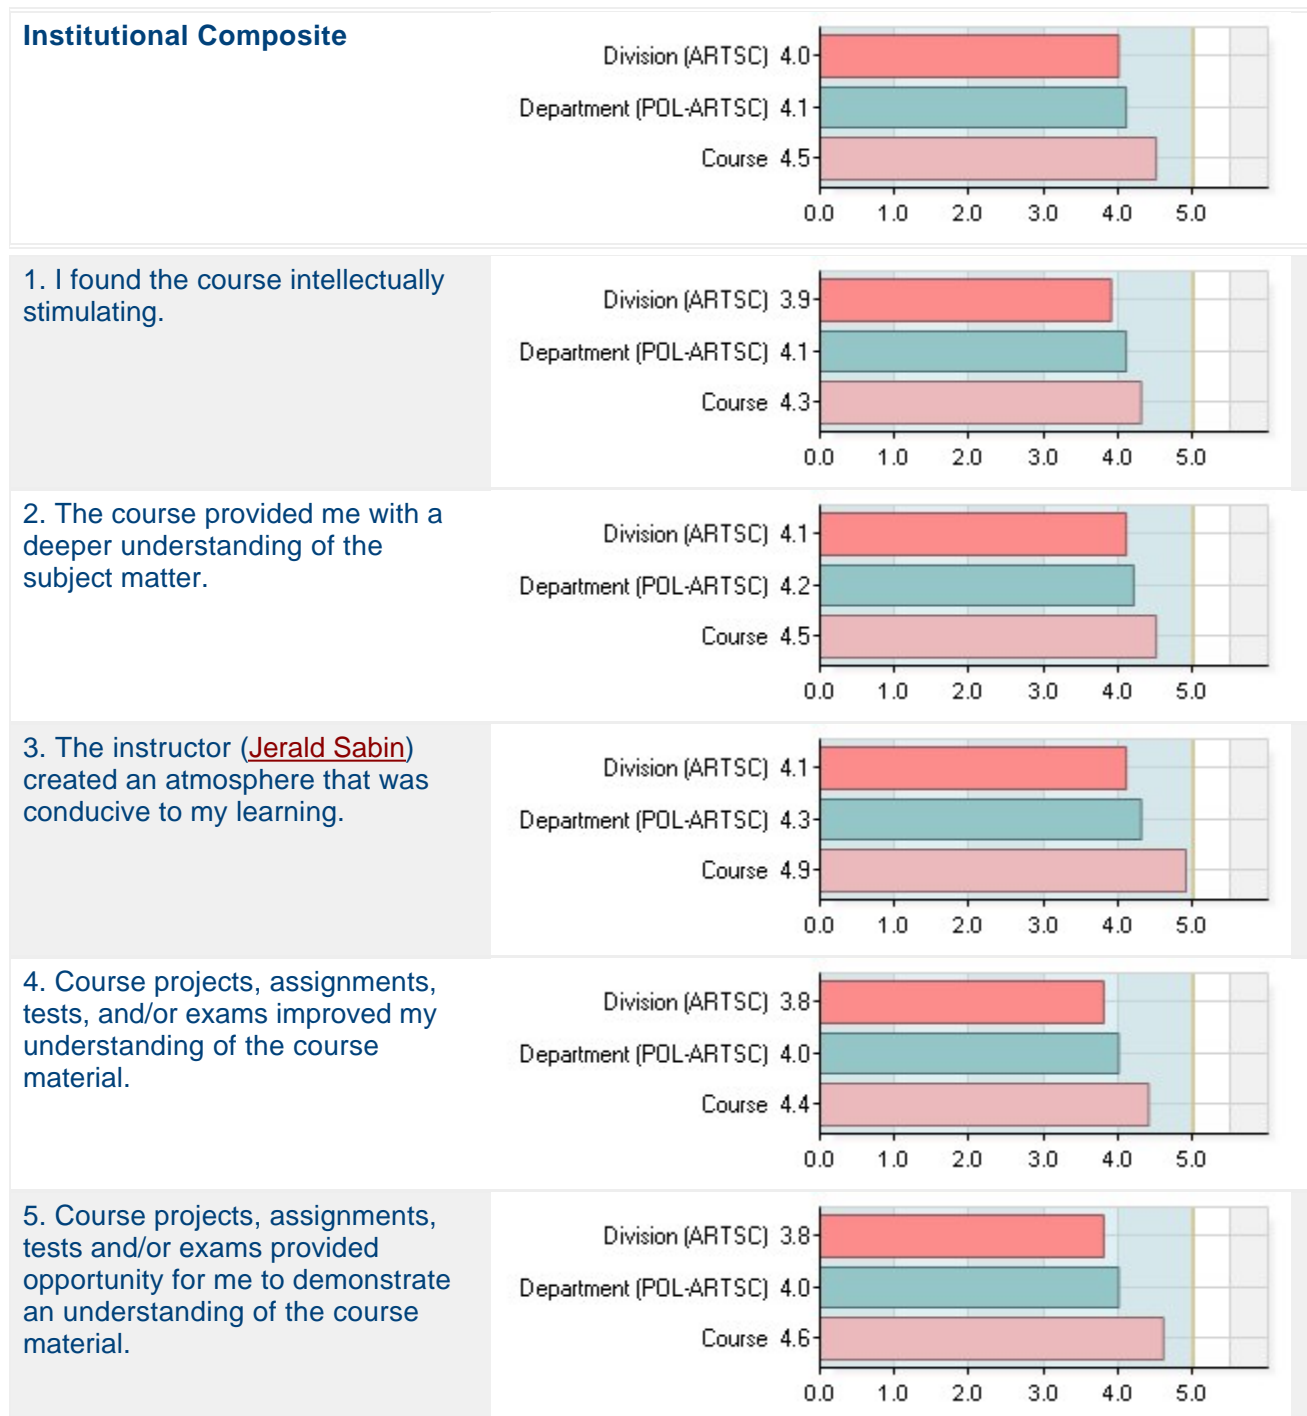 Institutional Composite
Division (ARTSC) 4.0
Department (POL-ARTSC) 4.1
Course 4.5
0.0 1.0 2.0 3.0 4.0 5.0
1. I found the course intellectually
stimulating.
Division (ARTSC) 3.9
Department (POL-ARTSC) 4.1
Course 4.3
0.0 1.0 2.0 3.0 4.0 5.0
2. The course provided me with a
deeper understanding of the
subject matter.
Division (ARTSC) 4.1
Department (POL-ARTSC) 4.2
Course 4.5
0.0 1.0 2.0 3.0 4.0 5.0
3. The instructor (Jerald Sabin)
created an atmosphere that was
conducive to my learning.
Division (ARTSC) 4.1
Department (POL-ARTSC) 4.3
Course 4.9
0.0 1.0 2.0 3.0 4.0 5.0
4. Course projects, assignments,
tests, and/or exams improved my
understanding of the course
material.
Division (ARTSC) 3.8
Department (POL-ARTSC) 4.0
Course 4.4
0.0 1.0 2.0 3.0 4.0 5.0
5. Course projects, assignments,
tests and/or exams provided
opportunity for me to demonstrate
an understanding of the course
material.
Division (ARTSC) 3.8
Department (POL-ARTSC) 4.0
Course 4.6
0.0 1.0 2.0 3.0 4.0 5.0